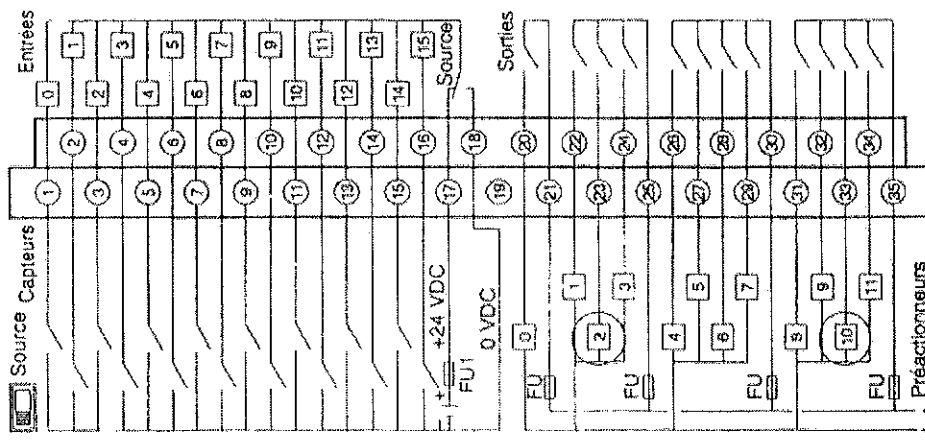 Entrées
0 1 2 3 4 5 6 7 8 9 10 11 12 13 14 15
Source
Sorties
2 4 6 8 10 12 14 16 18 20 22 24 26 28 30 32 34
1 3 5 7 9 11 13 15 17 19 21 23 25 27 29 31 33 35
Source Capteurs
+24 VDC
- +
FU1
0 VDC
0 1 2 3 4 5 6 7 8 9 10 11
FU FU FU FU
Préactionneurs